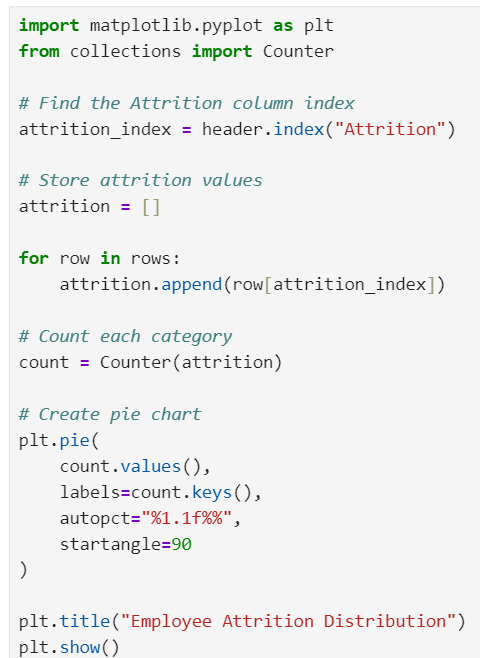 import matplotlib.pyplot as plt
from collections import Counter

# Find the Attrition column index
attrition_index = header.index("Attrition")

# Store attrition values
attrition = []

for row in rows:
    attrition.append(row[attrition_index])

# Count each category
count = Counter(attrition)

# Create pie chart
plt.pie(
    count.values(),
    labels=count.keys(),
    autopct="%1.1f%%",
    startangle=90
)

plt.title("Employee Attrition Distribution")
plt.show()